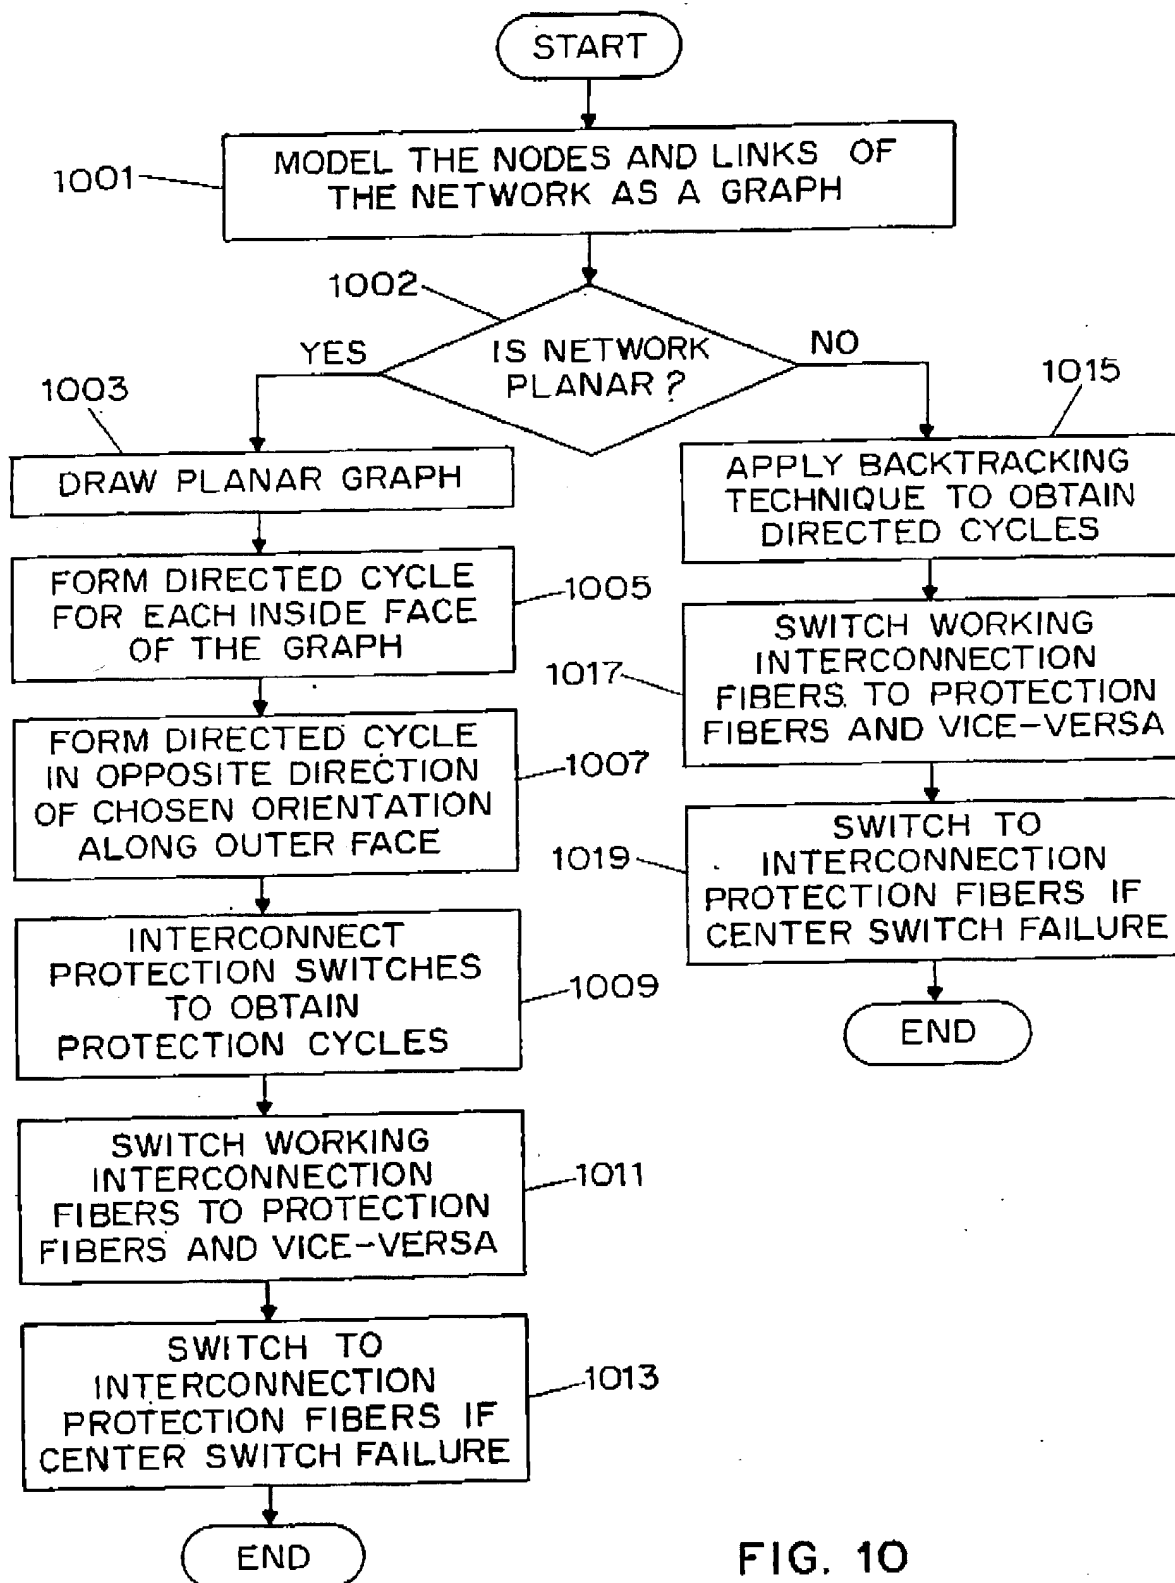 START
1001
MODEL THE NODES AND LINKS OF
THE NETWORK AS A GRAPH
1002
IS NETWORK
PLANAR?
YES
NO
1003
DRAW PLANAR GRAPH
FORM DIRECTED CYCLE
FOR EACH INSIDE FACE
OF THE GRAPH
1005
FORM DIRECTED CYCLE
IN OPPOSITE DIRECTION
OF CHOSEN ORIENTATION
ALONG OUTER FACE
1007
INTERCONNECT
PROTECTION SWITCHES
TO OBTAIN
PROTECTION CYCLES
1009
SWITCH WORKING
INTERCONNECTION
FIBERS TO PROTECTION
FIBERS AND VICE-VERSA
1011
SWITCH TO
INTERCONNECTION
PROTECTION FIBERS IF
CENTER SWITCH FAILURE
1013
END
1015
APPLY BACKTRACKING
TECHNIQUE TO OBTAIN
DIRECTED CYCLES
1017
SWITCH WORKING
INTERCONNECTION
FIBERS TO PROTECTION
FIBERS AND VICE-VERSA
1019
SWITCH TO
INTERCONNECTION
PROTECTION FIBERS IF
CENTER SWITCH FAILURE
END
FIG. 10